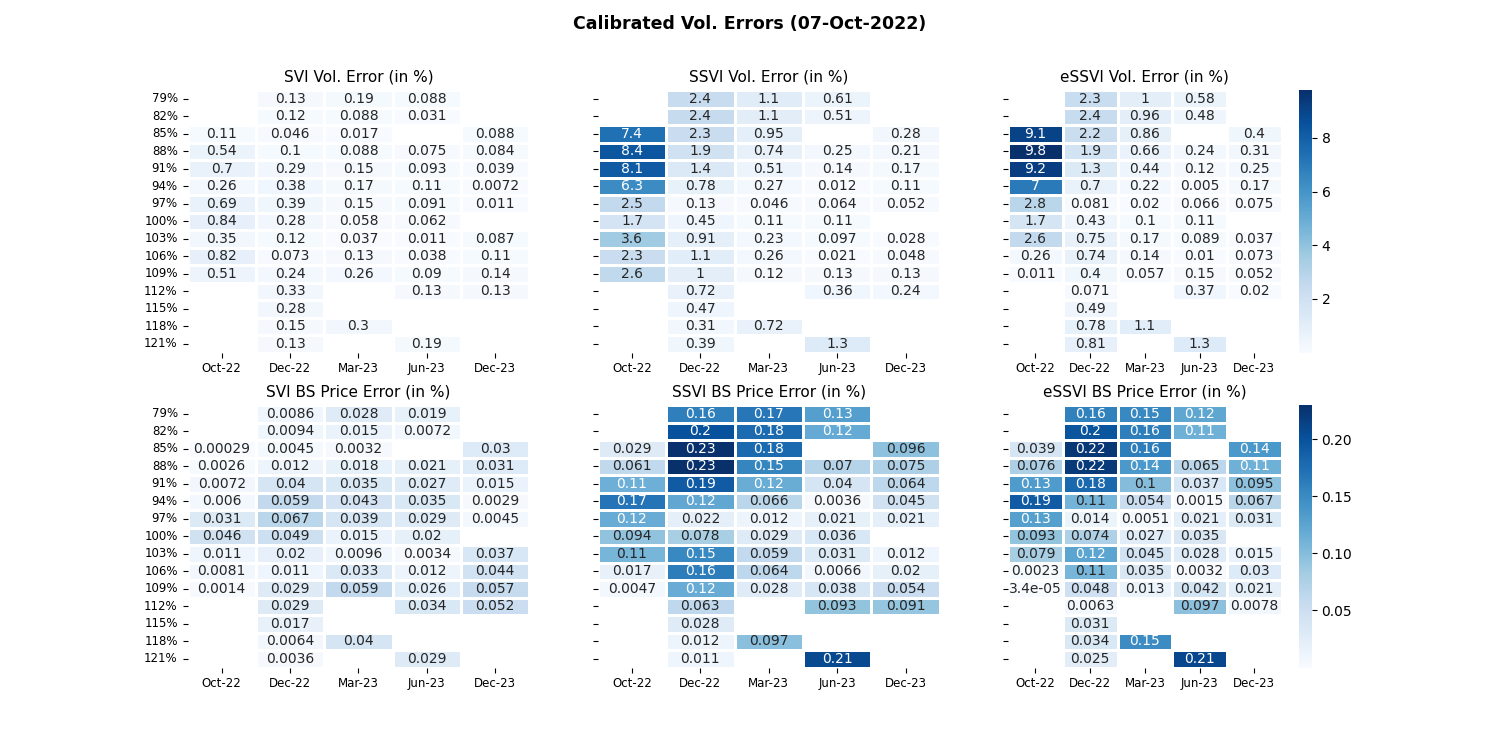 Calibrated Vol. Errors (07-Oct-2022)
SVI Vol. Error (in %) SSVI Vol. Error (in %) eSSVI Vol. Error (in %)
79% 0.13 0.19 0.088 2.4 1.1 0.61 2.3 1 0.58
82% 0.12 0.088 0.031 2.4 1.1 0.51 2.4 0.96 0.48
85% 0.11 0.046 0.017 0.088 7.4 2.3 0.95 0.28 9.1 2.2 0.86 0.4 8
88% 0.54 0.1 0.088 0.075 0.084 8.4 1.9 0.74 0.25 0.21 9.8 1.9 0.66 0.24 0.31
91% 0.7 0.29 0.15 0.093 0.039 8.1 1.4 0.51 0.14 0.17 9.2 1.3 0.44 0.12 0.25
94% 0.26 0.38 0.17 0.11 0.0072 6.3 0.78 0.27 0.012 0.11 7 0.7 0.22 0.005 0.17 6
97% 0.69 0.39 0.15 0.091 0.011 2.5 0.13 0.046 0.064 0.052 2.8 0.081 0.02 0.066 0.075
100% 0.84 0.28 0.058 0.062 1.7 0.45 0.11 0.11 1.7 0.43 0.1 0.11
103% 0.35 0.12 0.037 0.011 0.087 3.6 0.91 0.23 0.097 0.028 2.6 0.75 0.17 0.089 0.037 4
106% 0.82 0.073 0.13 0.038 0.11 2.3 1.1 0.26 0.021 0.048 0.26 0.74 0.14 0.01 0.073
109% 0.51 0.24 0.26 0.09 0.14 2.6 1 0.12 0.13 0.13 0.011 0.4 0.057 0.15 0.052
112% 0.33 0.13 0.13 0.72 0.36 0.24 0.071 0.37 0.02 2
115% 0.28 0.47 0.49
118% 0.15 0.3 0.31 0.72 0.78 1.1
121% 0.13 0.19 0.39 1.3 0.81 1.3
Oct-22 Dec-22 Mar-23 Jun-23 Dec-23 Oct-22 Dec-22 Mar-23 Jun-23 Dec-23 Oct-22 Dec-22 Mar-23 Jun-23 Dec-23
SVI BS Price Error (in %) SSVI BS Price Error (in %) eSSVI BS Price Error (in %)
79% 0.0086 0.028 0.019 0.16 0.17 0.13 0.16 0.15 0.12
82% 0.0094 0.015 0.0072 0.2 0.18 0.12 0.2 0.16 0.11 0.20
85% 0.00029 0.0045 0.0032 0.03 0.029 0.23 0.18 0.096 0.039 0.22 0.16 0.14
88% 0.0026 0.012 0.018 0.021 0.031 0.061 0.23 0.15 0.07 0.075 0.076 0.22 0.14 0.065 0.11
91% 0.0072 0.04 0.035 0.027 0.015 0.11 0.19 0.12 0.04 0.064 0.13 0.18 0.1 0.037 0.095
94% 0.006 0.059 0.043 0.035 0.0029 0.17 0.12 0.066 0.0036 0.045 0.19 0.11 0.054 0.0015 0.067 0.15
97% 0.031 0.067 0.039 0.029 0.0045 0.12 0.022 0.012 0.021 0.021 0.13 0.014 0.0051 0.021 0.031
100% 0.046 0.049 0.015 0.02 0.094 0.078 0.029 0.036 0.093 0.074 0.027 0.035
103% 0.011 0.02 0.0096 0.0034 0.037 0.11 0.15 0.059 0.031 0.012 0.079 0.12 0.045 0.028 0.015 0.10
106% 0.0081 0.011 0.033 0.012 0.044 0.017 0.16 0.064 0.0066 0.02 0.0023 0.11 0.035 0.0032 0.03
109% 0.0014 0.029 0.059 0.026 0.057 0.0047 0.12 0.028 0.038 0.054 3.4e-05 0.048 0.013 0.042 0.021
112% 0.029 0.034 0.052 0.063 0.093 0.091 0.0063 0.097 0.0078 0.05
115% 0.017 0.028 0.031
118% 0.0064 0.04 0.012 0.097 0.034 0.15
121% 0.0036 0.029 0.011 0.21 0.025 0.21
Oct-22 Dec-22 Mar-23 Jun-23 Dec-23 Oct-22 Dec-22 Mar-23 Jun-23 Dec-23 Oct-22 Dec-22 Mar-23 Jun-23 Dec-23